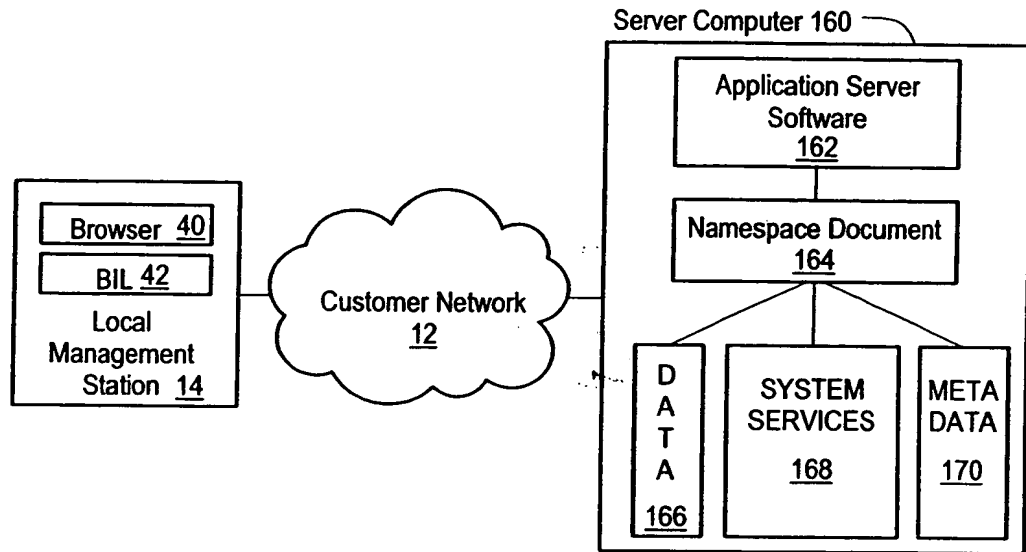 Server Computer 160
Application Server
Software
162
Namespace Document
164
Browser 40
BIL 42
Local
Management
Station 14
Customer Network
12
D
A
T
A
166
SYSTEM
SERVICES
168
META
DATA
170